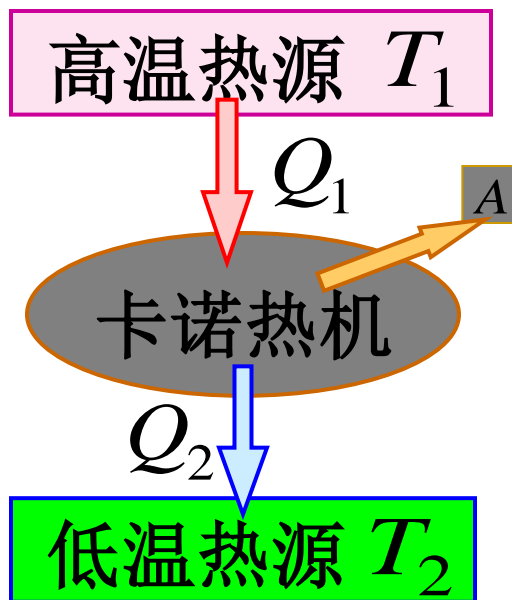 高温热源 T₁
Q₁
A
卡诺热机
Q₂
低温热源 T₂